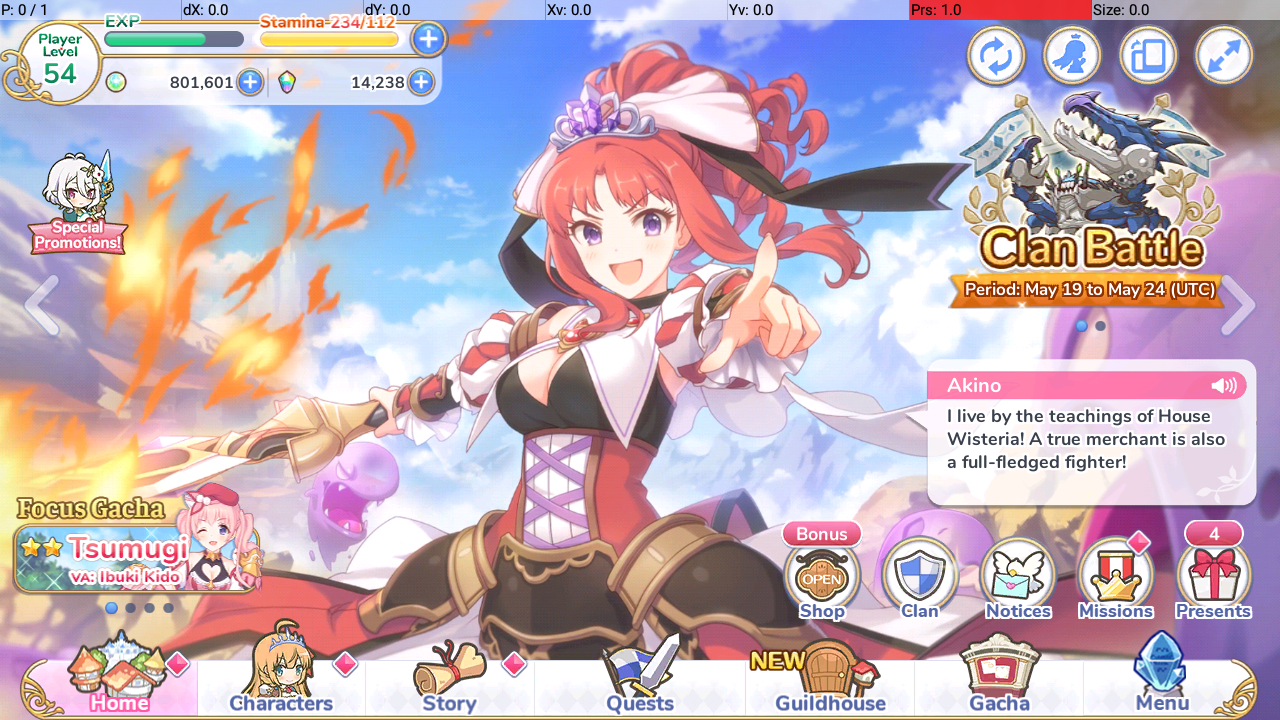 P: 0 / 1
dX: 0.0
dY: 0.0
Xv: 0.0
Yv: 0.0
Prs: 1.0
Size: 0.0
Player
Level
54
EXP
Stamina 234/112
801,601
14,238
Special
Promotions!
Clan Battle
Period: May 19 to May 24 (UTC)
Akino
I live by the teachings of House
Wisteria! A true merchant is also
a full-fledged fighter!
Focus Gacha
Tsumugi
VA: Ibuki Kido
Bonus
OPEN
Shop
Clan
Notices
Missions
4
Presents
Home
Characters
Story
Quests
NEW
Guildhouse
Gacha
Menu